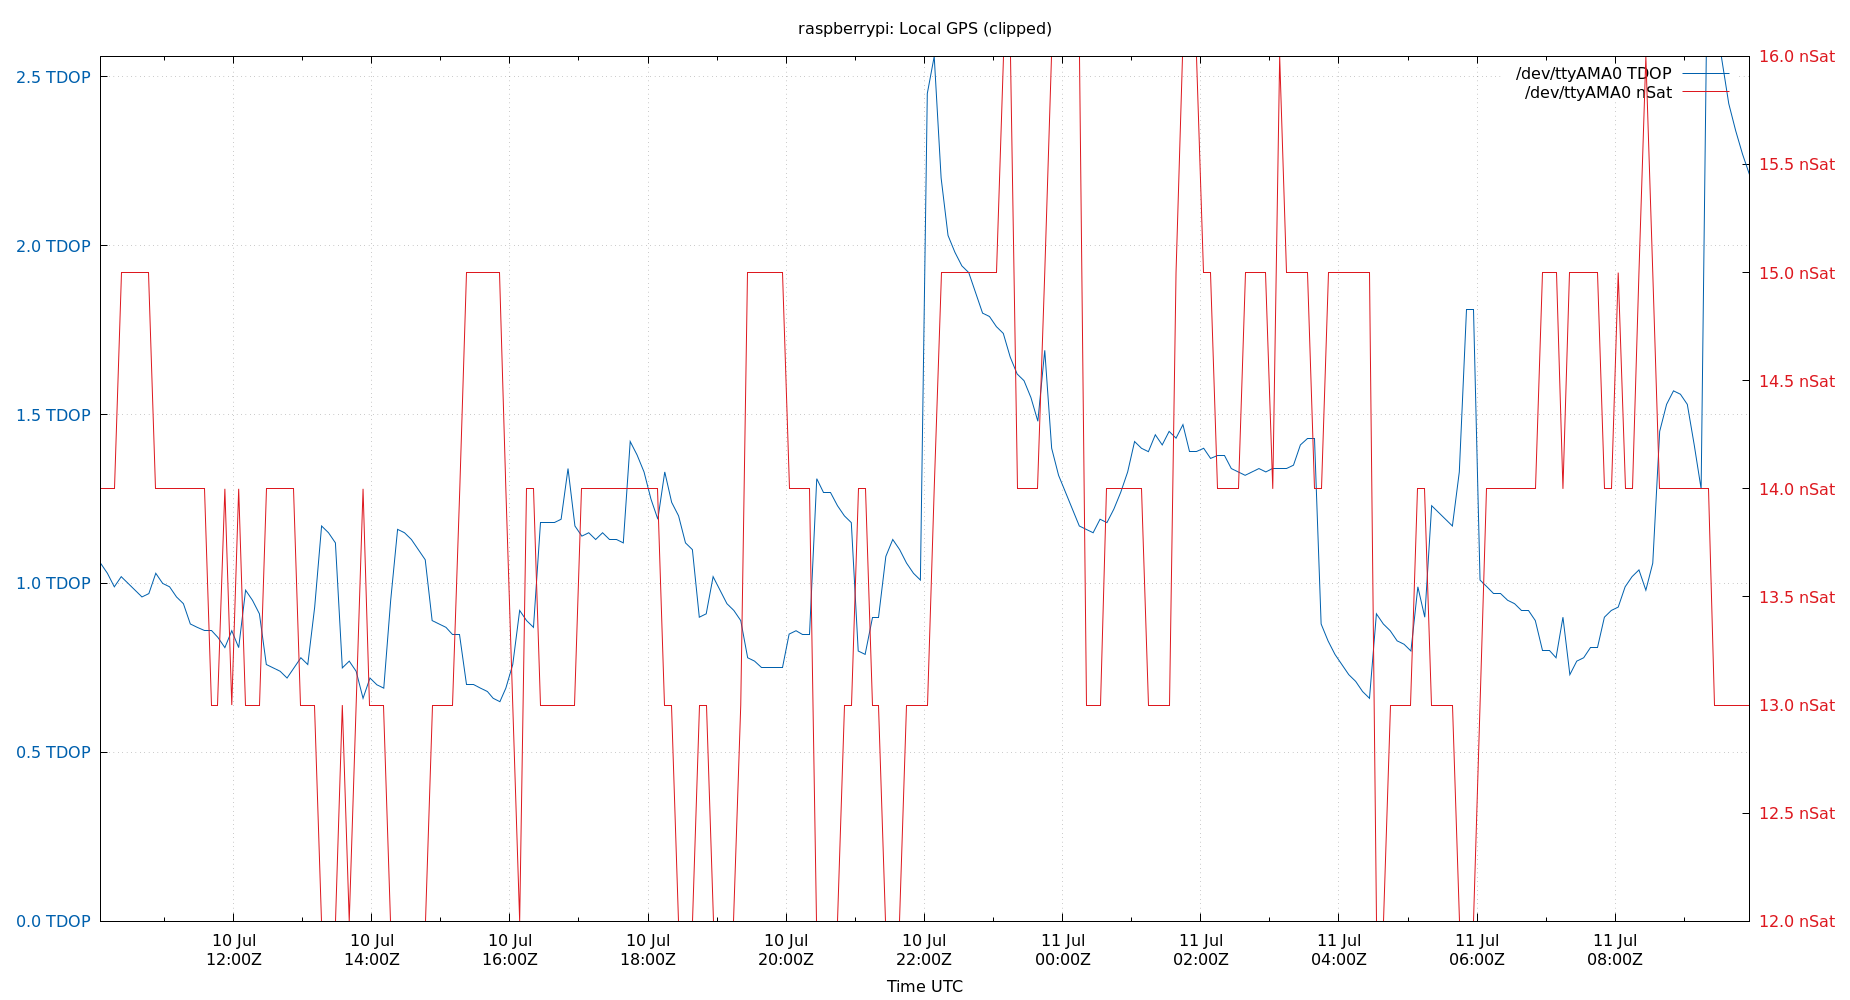 raspberrypi: Local GPS (clipped)
/dev/ttyAMA0 TDOP
/dev/ttyAMA0 nSat
2.5 TDOP
2.0 TDOP
1.5 TDOP
1.0 TDOP
0.5 TDOP
0.0 TDOP
16.0 nSat
15.5 nSat
15.0 nSat
14.5 nSat
14.0 nSat
13.5 nSat
13.0 nSat
12.5 nSat
12.0 nSat
10 Jul 10 Jul 10 Jul 10 Jul 10 Jul 10 Jul 11 Jul 11 Jul 11 Jul 11 Jul 11 Jul
12:00Z 14:00Z 16:00Z 18:00Z 20:00Z 22:00Z 00:00Z 02:00Z 04:00Z 06:00Z 08:00Z
Time UTC